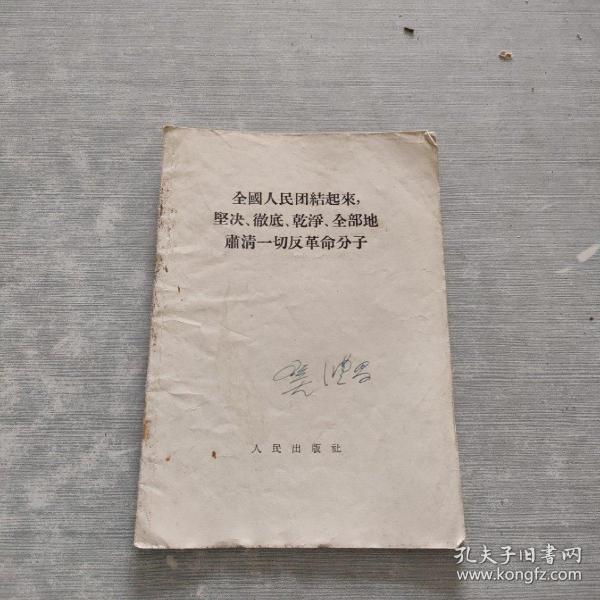 全國人民团結起來，
堅决、徹底、乾淨、全部地
肅清一切反革命分子
人民出版社
孔夫子旧書网
www.kongfz.com